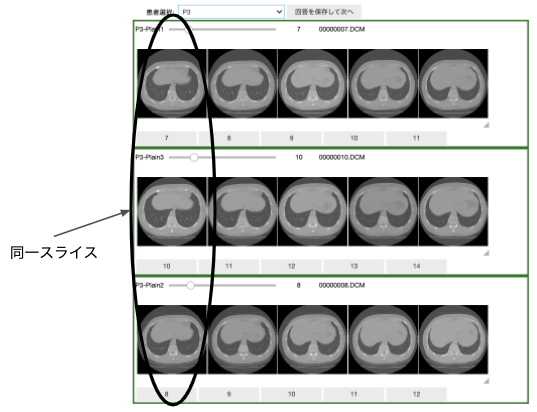 患者選択: P3 回答を保存して次へ
P3-Plain1 7 00000007.DCM
7 8 9 10 11
P3-Plain3 10 00000010.DCM
同一スライス
10 11 12 13 14
P3-Plain2 8 00000008.DCM
8 9 10 11 12